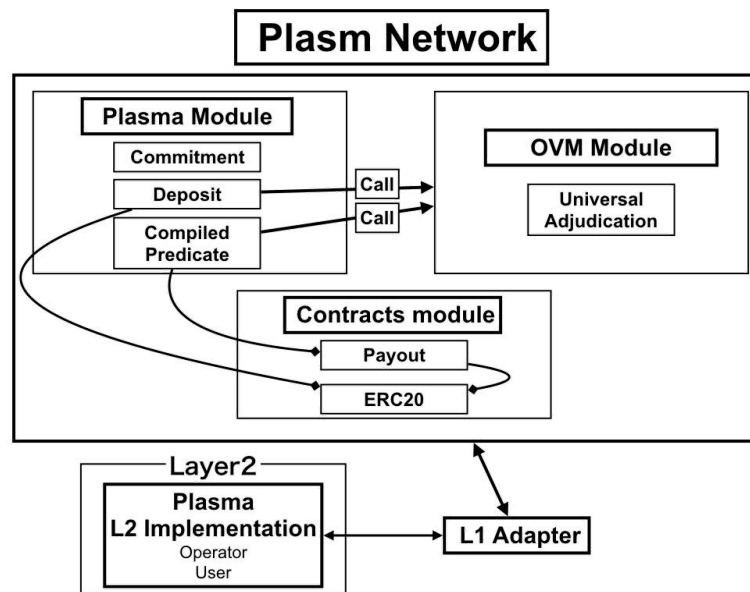 Plasm Network
Plasma Module
Commitment
Deposit
Compiled
Predicate
Call
Call
OVM Module
Universal
Adjudication
Contracts module
Payout
ERC20
Layer2
Plasma
L2 Implementation
Operator
User
L1 Adapter